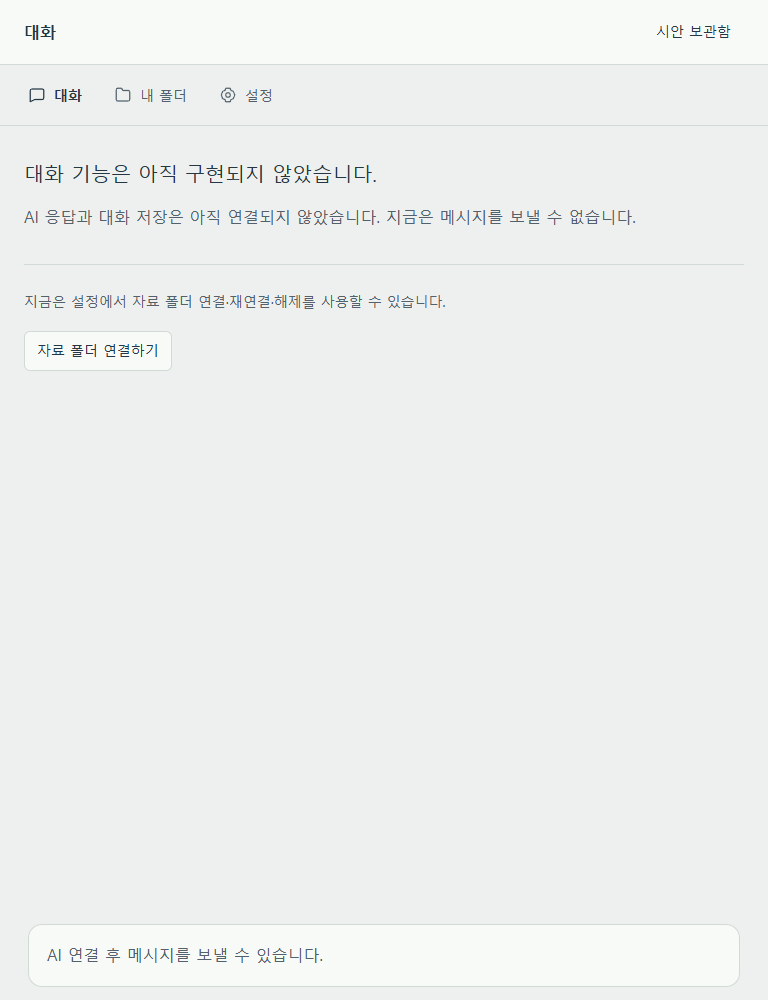 대화
시안 보관함
대화
내 폴더
설정
대화 기능은 아직 구현되지 않았습니다.
AI 응답과 대화 저장은 아직 연결되지 않았습니다. 지금은 메시지를 보낼 수 없습니다.
지금은 설정에서 자료 폴더 연결·재연결·해제를 사용할 수 있습니다.
자료 폴더 연결하기
AI 연결 후 메시지를 보낼 수 있습니다.